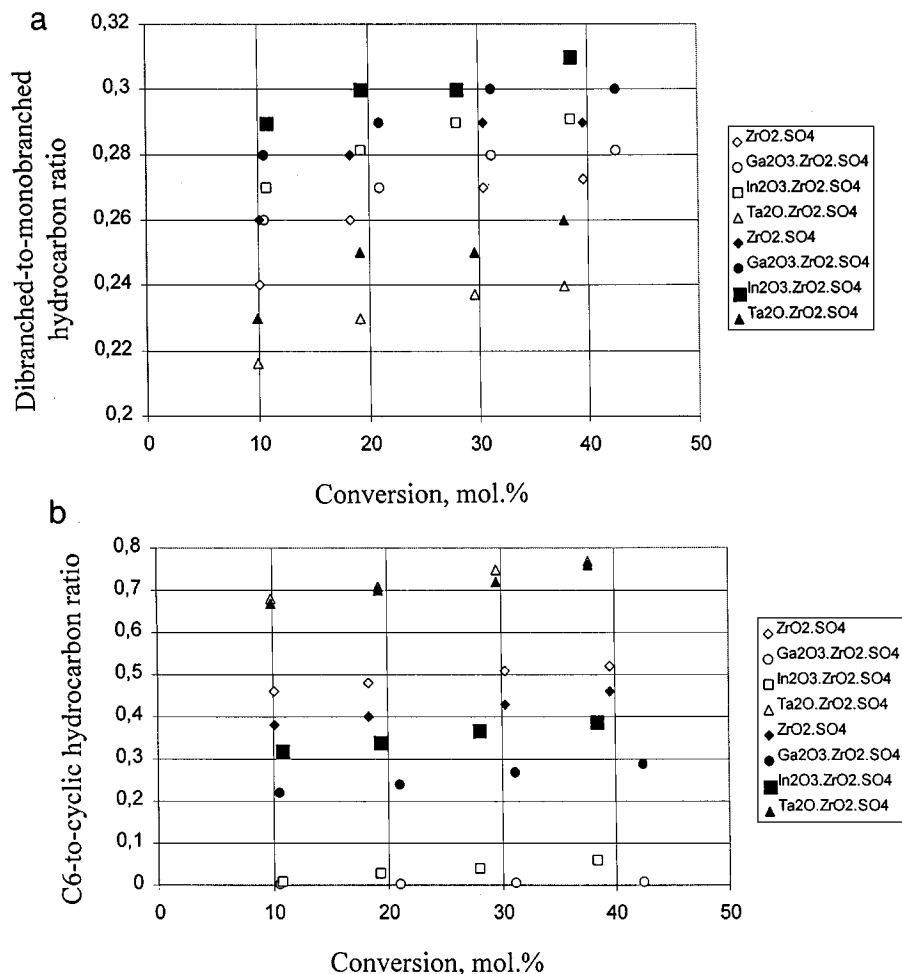 a
0,32
0,3
0,28
0,26
0,24
0,22
0,2
0 10 20 30 40 50
Dibranched-to-monobranched
hydrocarbon ratio
Conversion, mol.%
ZrO2.SO4
Ga2O3.ZrO2.SO4
In2O3.ZrO2.SO4
Ta2O.ZrO2.SO4
ZrO2.SO4
Ga2O3.ZrO2.SO4
In2O3.ZrO2.SO4
Ta2O.ZrO2.SO4
b
0,8
0,7
0,6
0,5
0,4
0,3
0,2
0,1
0
0 10 20 30 40 50
C6-to-cyclic hydrocarbon ratio
Conversion, mol.%
ZrO2.SO4
Ga2O3.ZrO2.SO4
In2O3.ZrO2.SO4
Ta2O.ZrO2.SO4
ZrO2.SO4
Ga2O3.ZrO2.SO4
In2O3.ZrO2.SO4
Ta2O.ZrO2.SO4